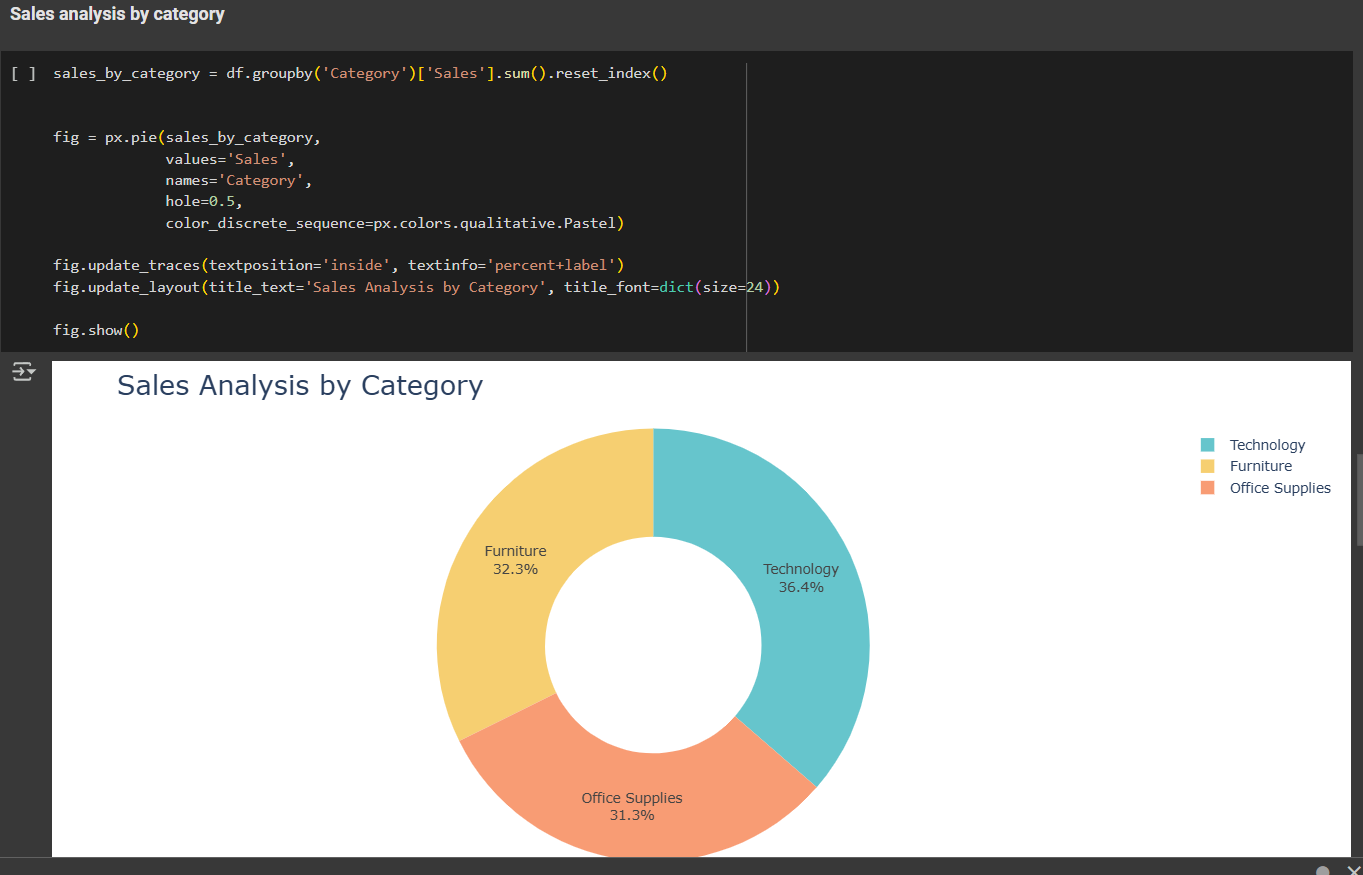 Sales analysis by category
[ ] sales_by_category = df.groupby('Category')['Sales'].sum().reset_index()
fig = px.pie(sales_by_category,
values='Sales',
names='Category',
hole=0.5,
color_discrete_sequence=px.colors.qualitative.Pastel)
fig.update_traces(textposition='inside', textinfo='percent+label')
fig.update_layout(title_text='Sales Analysis by Category', title_font=dict(size=24))
fig.show()
Sales Analysis by Category
Technology
Furniture
Office Supplies
Furniture
32.3%
Technology
36.4%
Office Supplies
31.3%